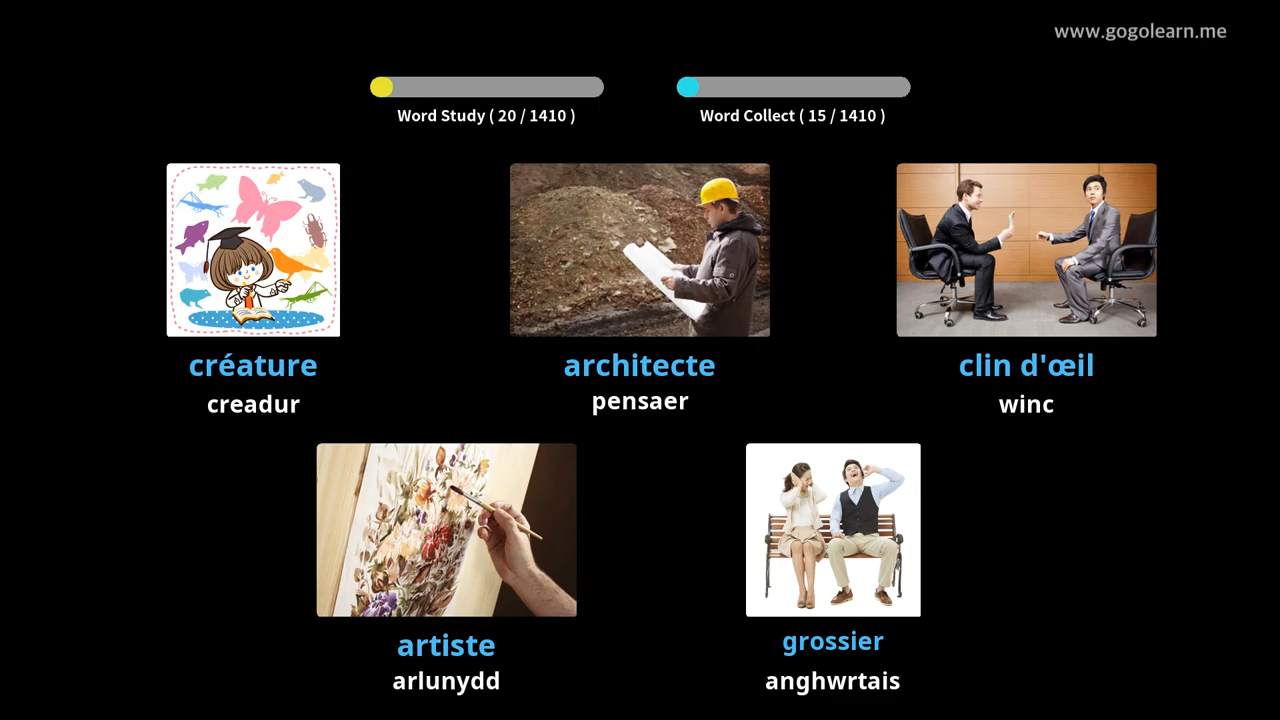 www.gogolearn.me
Word Study ( 20 / 1410 )
Word Collect ( 15 / 1410 )
créature
creadur
architecte
pensaer
clin d'œil
winc
artiste
arlunydd
grossier
anghwrtais